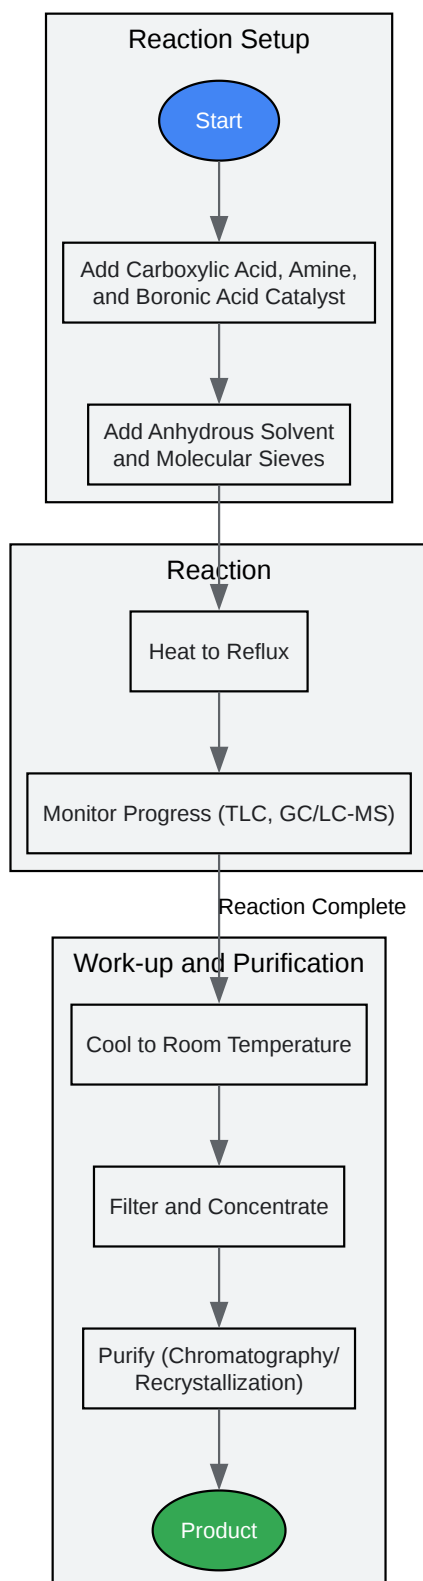 Reaction Setup
Start
Add Carboxylic Acid, Amine,
and Boronic Acid Catalyst
Add Anhydrous Solvent
and Molecular Sieves
Reaction
Heat to Reflux
Monitor Progress (TLC, GC/LC-MS)
Reaction Complete
Work-up and Purification
Cool to Room Temperature
Filter and Concentrate
Purify (Chromatography/
Recrystallization)
Product